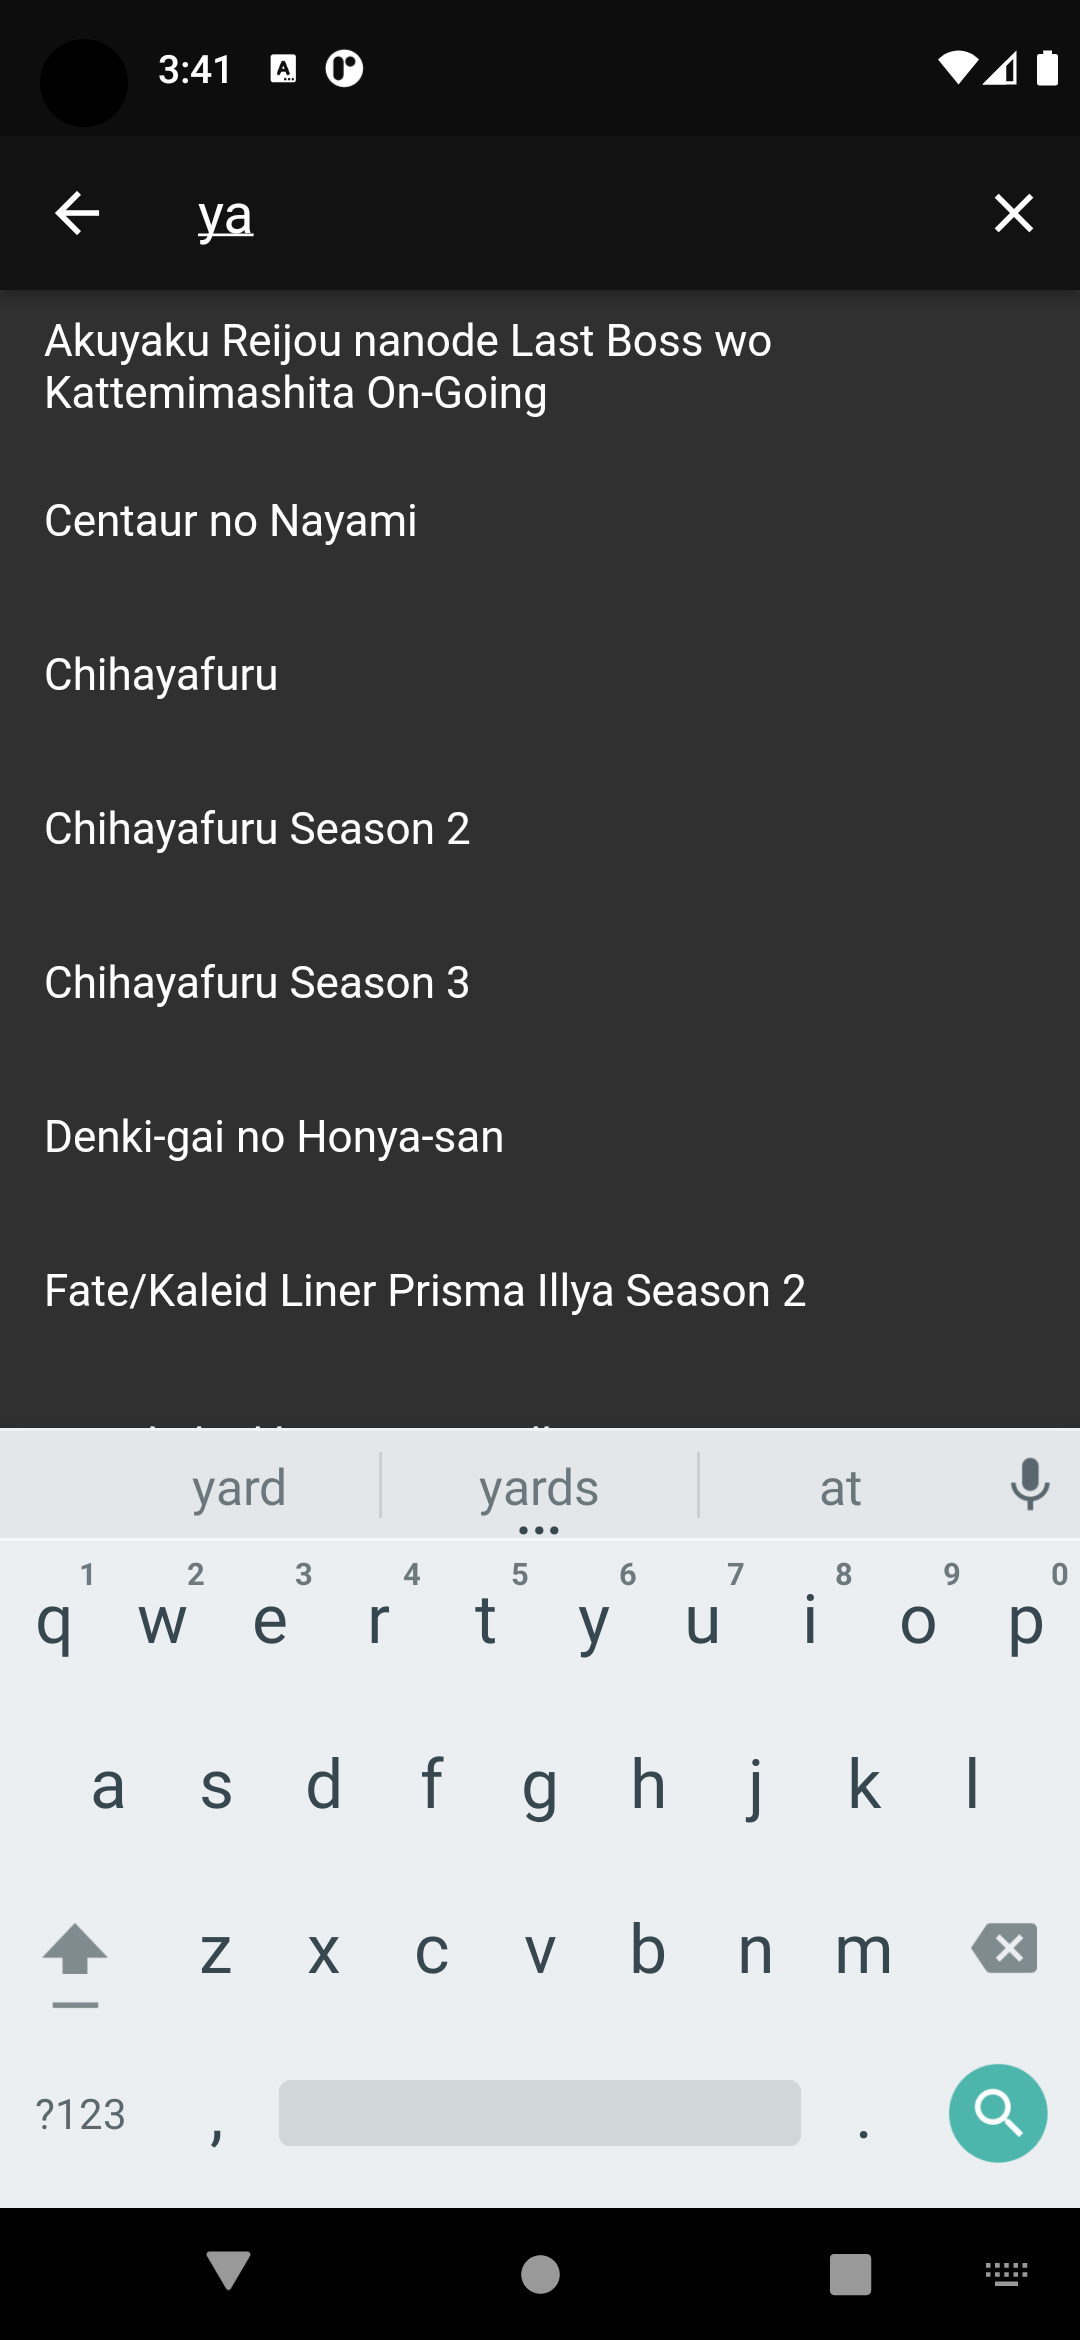 3:41
ya
Akuyaku Reijou nanode Last Boss wo
Kattemimashita On-Going
Centaur no Nayami
Chihayafuru
Chihayafuru Season 2
Chihayafuru Season 3
Denki-gai no Honya-san
Fate/Kaleid Liner Prisma Illya Season 2
yard yards at
1 2 3 4 5 6 7 8 9 0
q w e r t y u i o p
a s d f g h j k l
z x c v b n m
?123 , .